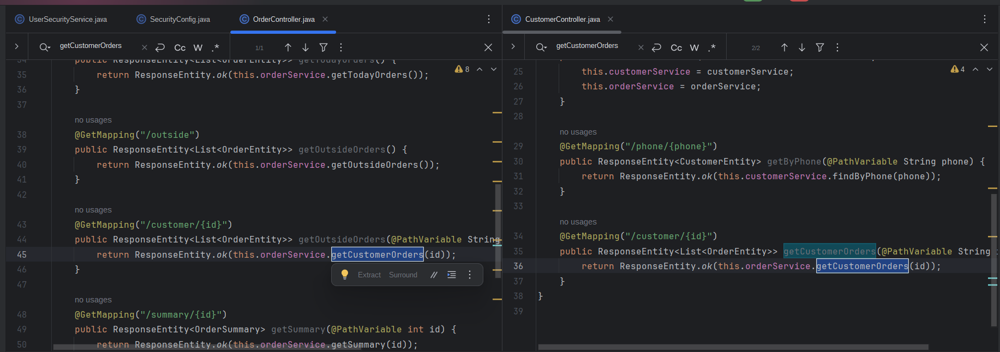 UserSecurityService.java SecurityConfig.java OrderController.java
getCustomerOrders Cc W .* 1/1
34 public ResponseEntity<List<OrderEntity>> getTodayOrders() {
8
35 return ResponseEntity.ok(this.orderService.getTodayOrders());
36 }
37
no usages
38 @GetMapping("/outside")
39 public ResponseEntity<List<OrderEntity>> getOutsideOrders() {
40 return ResponseEntity.ok(this.orderService.getOutsideOrders());
41 }
42
no usages
43 @GetMapping("/customer/{id}")
44 public ResponseEntity<List<OrderEntity>> getOutsideOrders(@PathVariable String
45 return ResponseEntity.ok(this.orderService.getCustomerOrders(id));
46 }
Extract Surround
47
no usages
48 @GetMapping("/summary/{id}")
49 public ResponseEntity<OrderSummary> getSummary(@PathVariable int id) {
50 return ResponseEntity.ok(this.orderService.getSummary(id));
CustomerController.java
getCustomerOrders Cc W .* 2/2
4
25 this.customerService = customerService;
26 this.orderService = orderService;
27 }
28
no usages
29 @GetMapping("/phone/{phone}")
30 public ResponseEntity<CustomerEntity> getByPhone(@PathVariable String phone) {
31 return ResponseEntity.ok(this.customerService.findByPhone(phone));
32 }
33
no usages
34 @GetMapping("/customer/{id}")
35 public ResponseEntity<List<OrderEntity>> getCustomerOrders(@PathVariable String
36 return ResponseEntity.ok(this.orderService.getCustomerOrders(id));
37 }
38 }
39